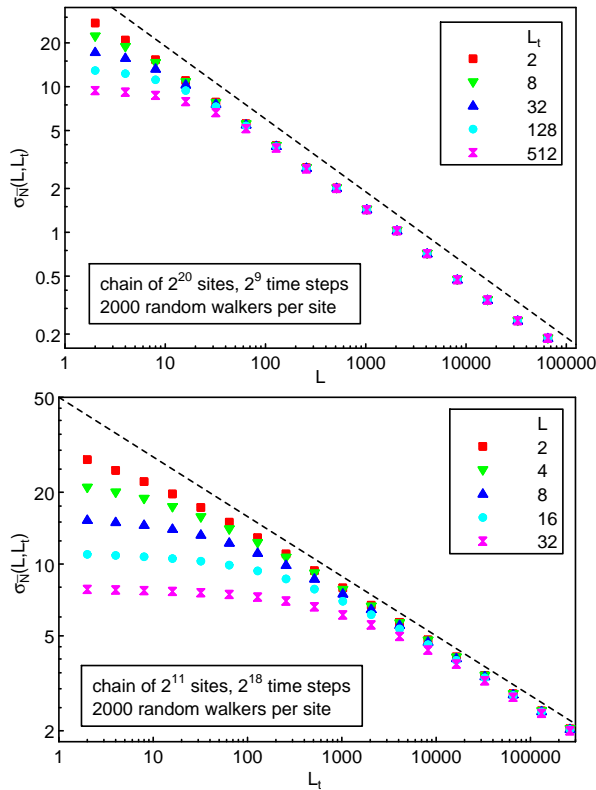 20
10
5
2
1
0.5
0.2
σN̄(L,Lt)
Lt
2
8
32
128
512
chain of 2^20 sites, 2^9 time steps
2000 random walkers per site
1 10 100 1000 10000 100000
L
50
20
10
5
2
σN̄(L,Lt)
L
2
4
8
16
32
chain of 2^11 sites, 2^18 time steps
2000 random walkers per site
1 10 100 1000 10000 100000
Lt